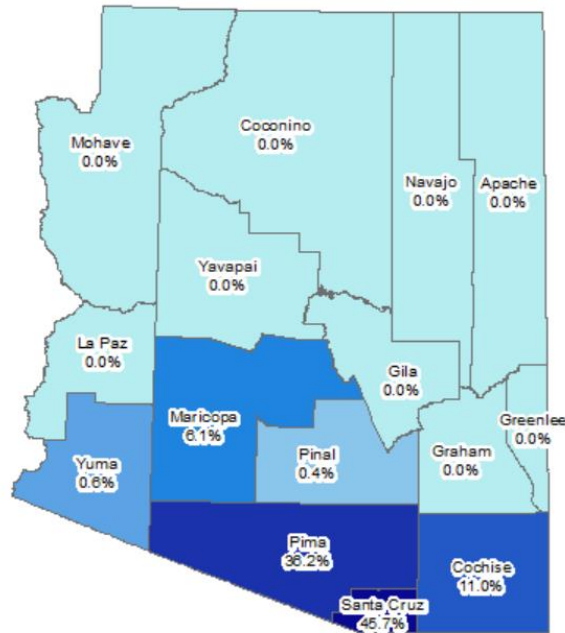 Mohave
0.0%
Coconino
0.0%
Navajo
0.0%
Apache
0.0%
Yavapai
0.0%
La Paz
0.0%
Gila
0.0%
Greenlee
0.0%
Maricopa
6.1%
Pinal
0.4%
Graham
0.0%
Yuma
0.6%
Pima
36.2%
Cochise
11.0%
Santa Cruz
45.7%